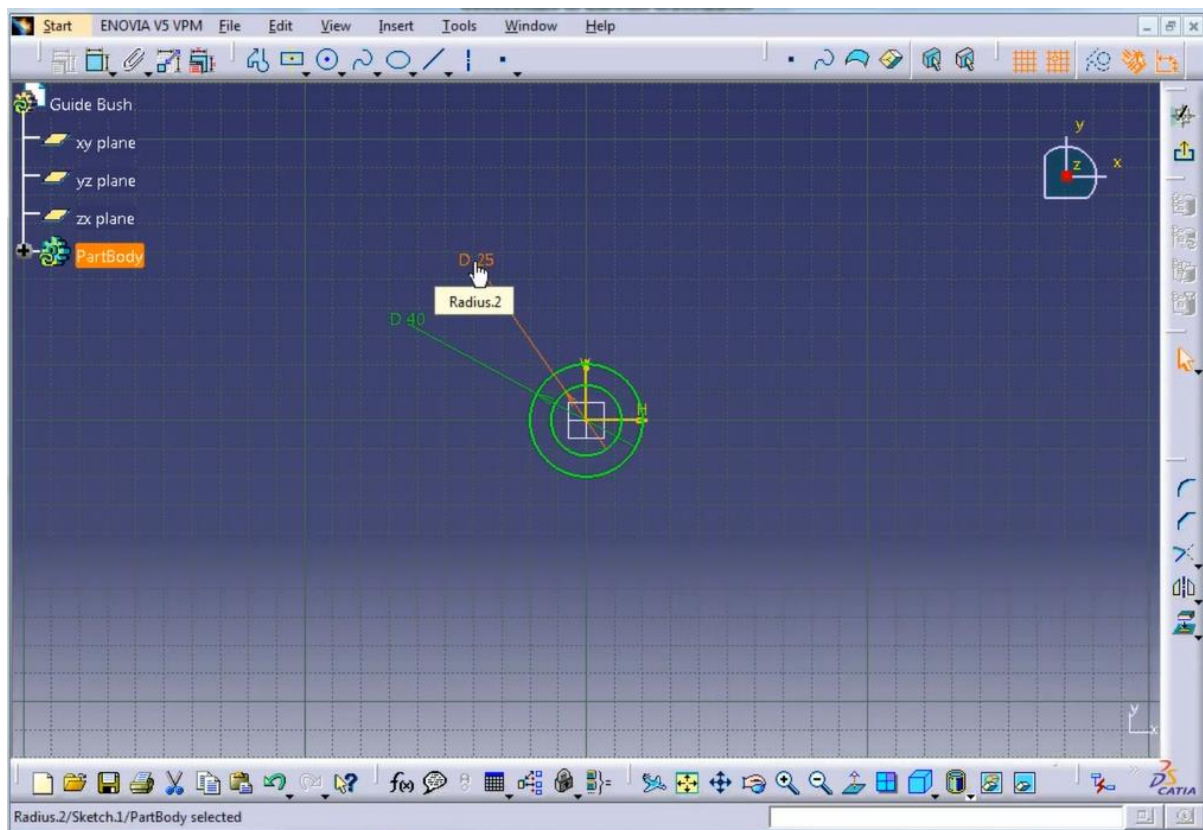 Start ENOVIA V5 VPM File Edit View Insert Tools Window Help
Guide Bush
xy plane
yz plane
zx plane
PartBody
y
x
z
D 25
Radius.2
D 40
V
H
y
x
f(x)
CATIA
Radius.2/Sketch.1/PartBody selected